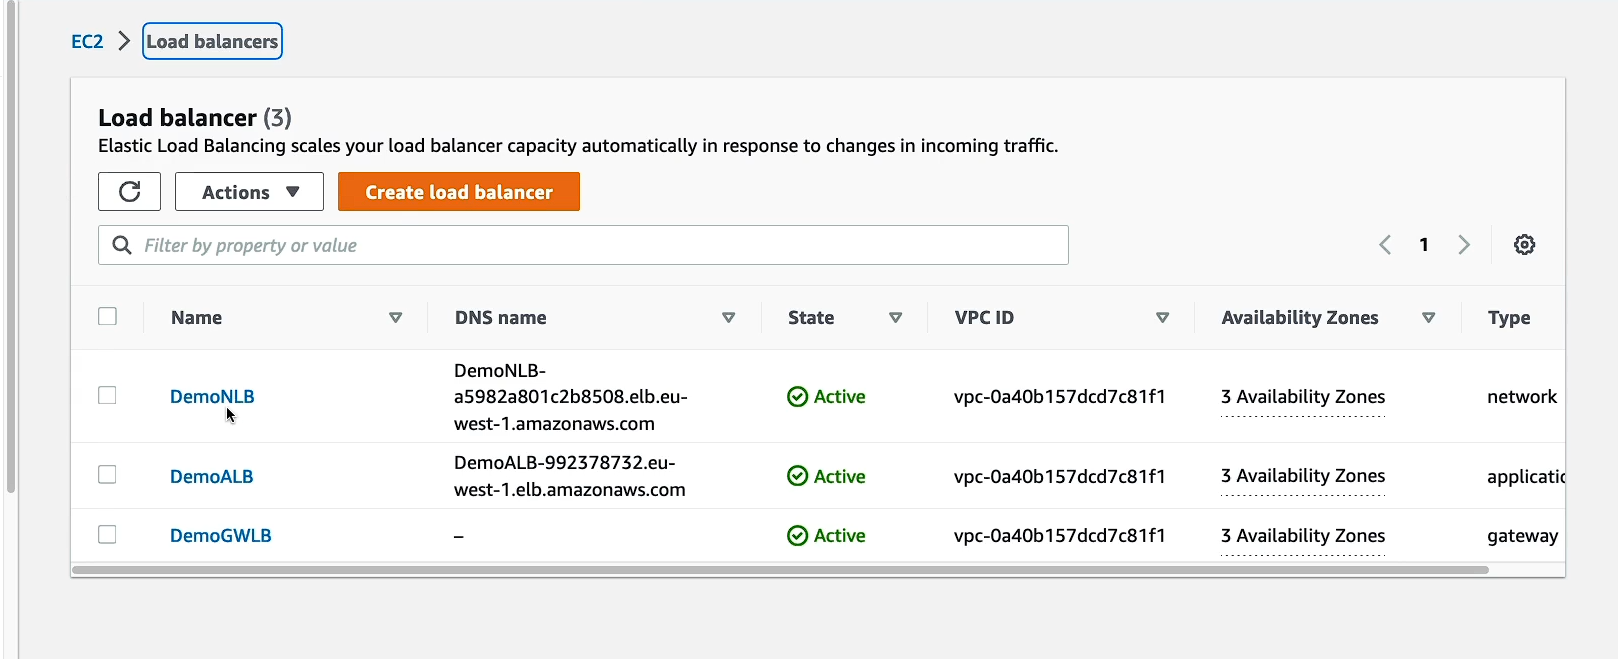 EC2 > Load balancers
Load balancer (3)
Elastic Load Balancing scales your load balancer capacity automatically in response to changes in incoming traffic.
Actions Create load balancer
Filter by property or value 1
Name DNS name State VPC ID Availability Zones Type
DemoNLB-
DemoNLB a5982a801c2b8508.elb.eu- Active vpc-0a40b157dcd7c81f1 3 Availability Zones network
west-1.amazonaws.com
DemoALB-992378732.eu-
DemoALB Active vpc-0a40b157dcd7c81f1 3 Availability Zones applicatio
west-1.elb.amazonaws.com
DemoGWLB – Active vpc-0a40b157dcd7c81f1 3 Availability Zones gateway